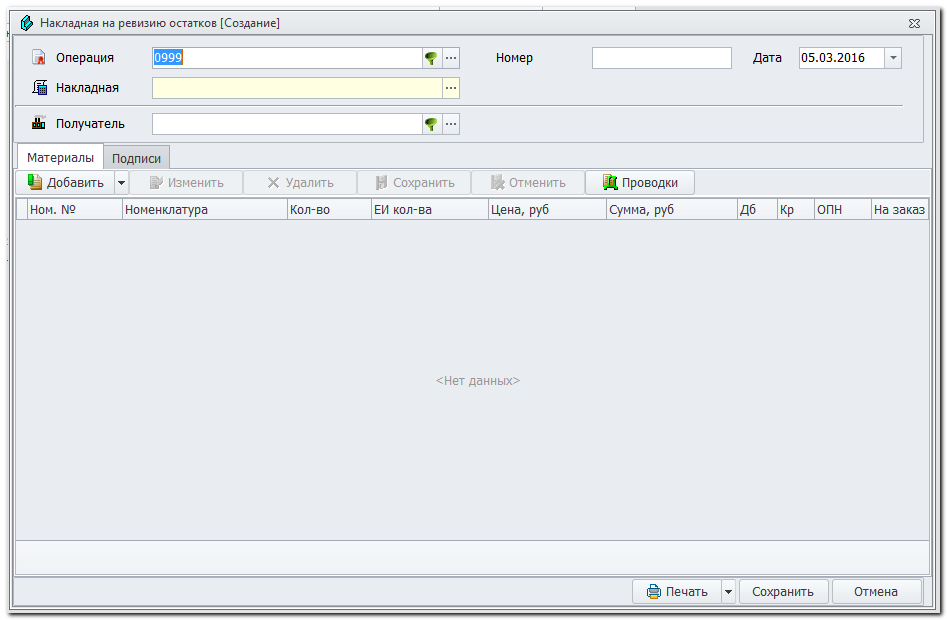 Накладная на ревизию остатков [Создание]
Операция 0999 ... Номер Дата 05.03.2016
Накладная ...
Получатель ...
Материалы Подписи
Добавить Изменить Удалить Сохранить Отменить Проводки
Ном. № Номенклатура Кол-во ЕИ кол-ва Цена, руб Сумма, руб Дб Кр ОПН На заказ
<Нет данных>
Печать Сохранить Отмена